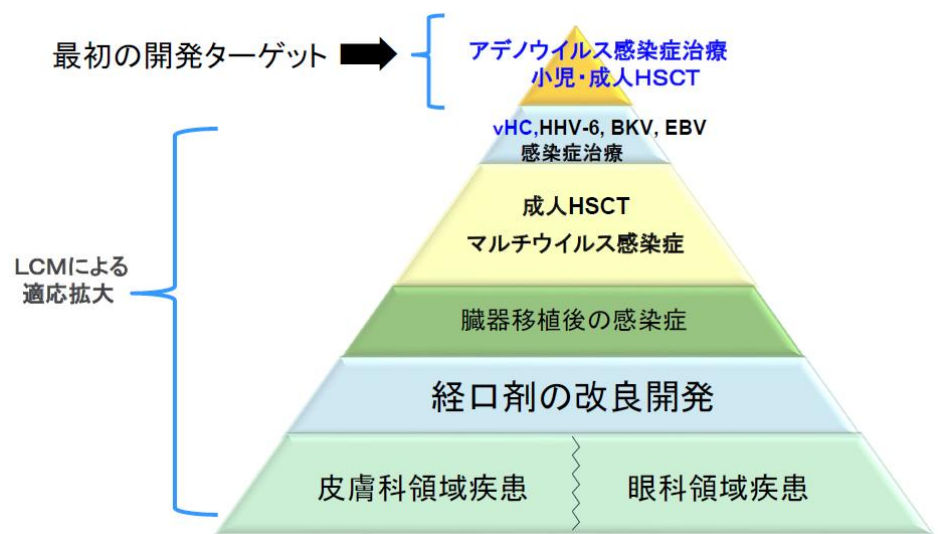 最初の開発ターゲット
アデノウイルス感染症治療
小児・成人HSCT
vHC,HHV-6, BKV, EBV
感染症治療
成人HSCT
マルチウイルス感染症
LCMによる
適応拡大
臓器移植後の感染症
経口剤の改良開発
皮膚科領域疾患
眼科領域疾患